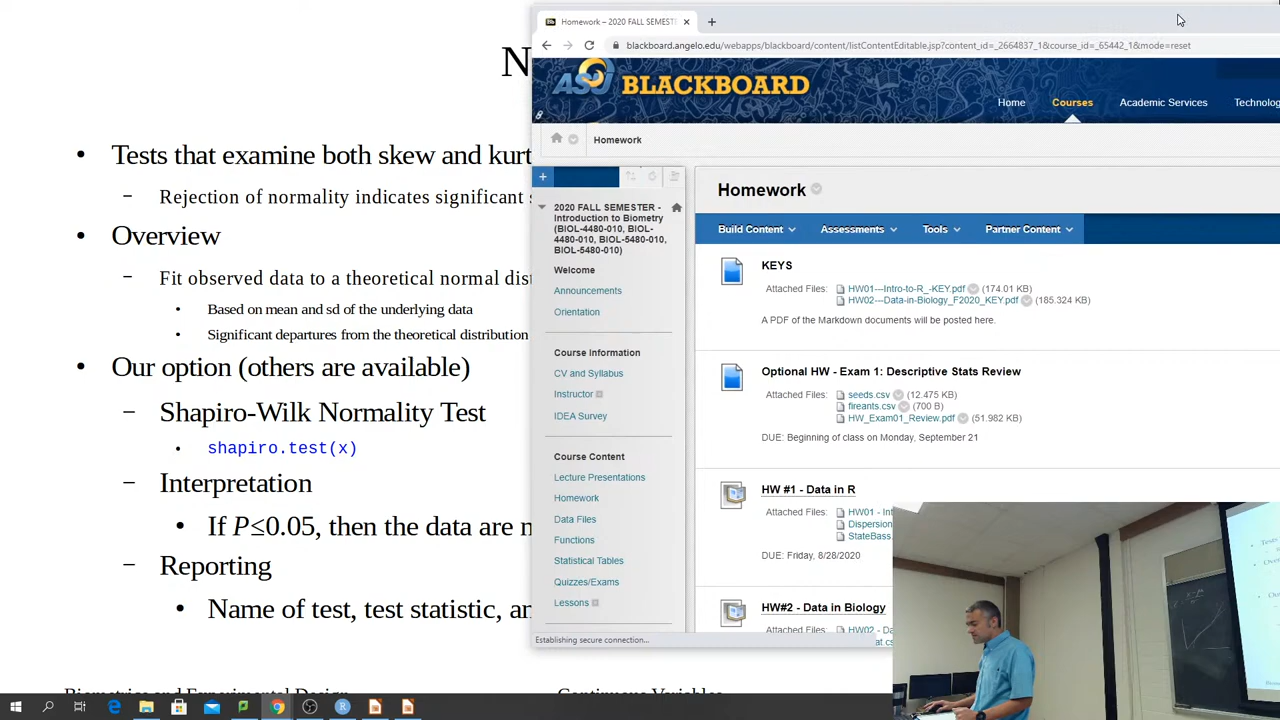 N
• Tests that examine both skew and kurt
– Rejection of normality indicates significant s
• Overview
– Fit observed data to a theoretical normal dis
• Based on mean and sd of the underlying data
• Significant departures from the theoretical distribution
• Our option (others are available)
– Shapiro-Wilk Normality Test
• shapiro.test(x)
– Interpretation
• If P≤0.05, then the data are n
– Reporting
• Name of test, test statistic, an
Biometrics and Experimental Design
Continuous Variables
Homework – 2020 FALL SEMEST
blackboard.angelo.edu/webapps/blackboard/content/listContentEditable.jsp?content_id=_2664837_1&course_id=_65442_1&mode=reset
ASU BLACKBOARD
Home Courses Academic Services Technolog
Homework
2020 FALL SEMESTER -
Introduction to Biometry
(BIOL-4480-010, BIOL-
4480-010, BIOL-5480-010,
BIOL-5480-010)
Welcome
Announcements
Orientation
Course Information
CV and Syllabus
Instructor
IDEA Survey
Course Content
Lecture Presentations
Homework
Data Files
Functions
Statistical Tables
Quizzes/Exams
Lessons
Homework
Build Content Assessments Tools Partner Content
KEYS
Attached Files: HW01---Intro-to-R_-KEY.pdf (174.01 KB)
HW02---Data-in-Biology_F2020_KEY.pdf (185.324 KB)
A PDF of the Markdown documents will be posted here.
Optional HW - Exam 1: Descriptive Stats Review
Attached Files: seeds.csv (12.475 KB)
fireants.csv (700 B)
HW_Exam01_Review.pdf (51.982 KB)
DUE: Beginning of class on Monday, September 21
HW #1 - Data in R
Attached Files: HW01 - Int
Dispersion
StateBass.
DUE: Friday, 8/28/2020
HW#2 - Data in Biology
Attached Files: HW02 - Da
at cs
Establishing secure connection...